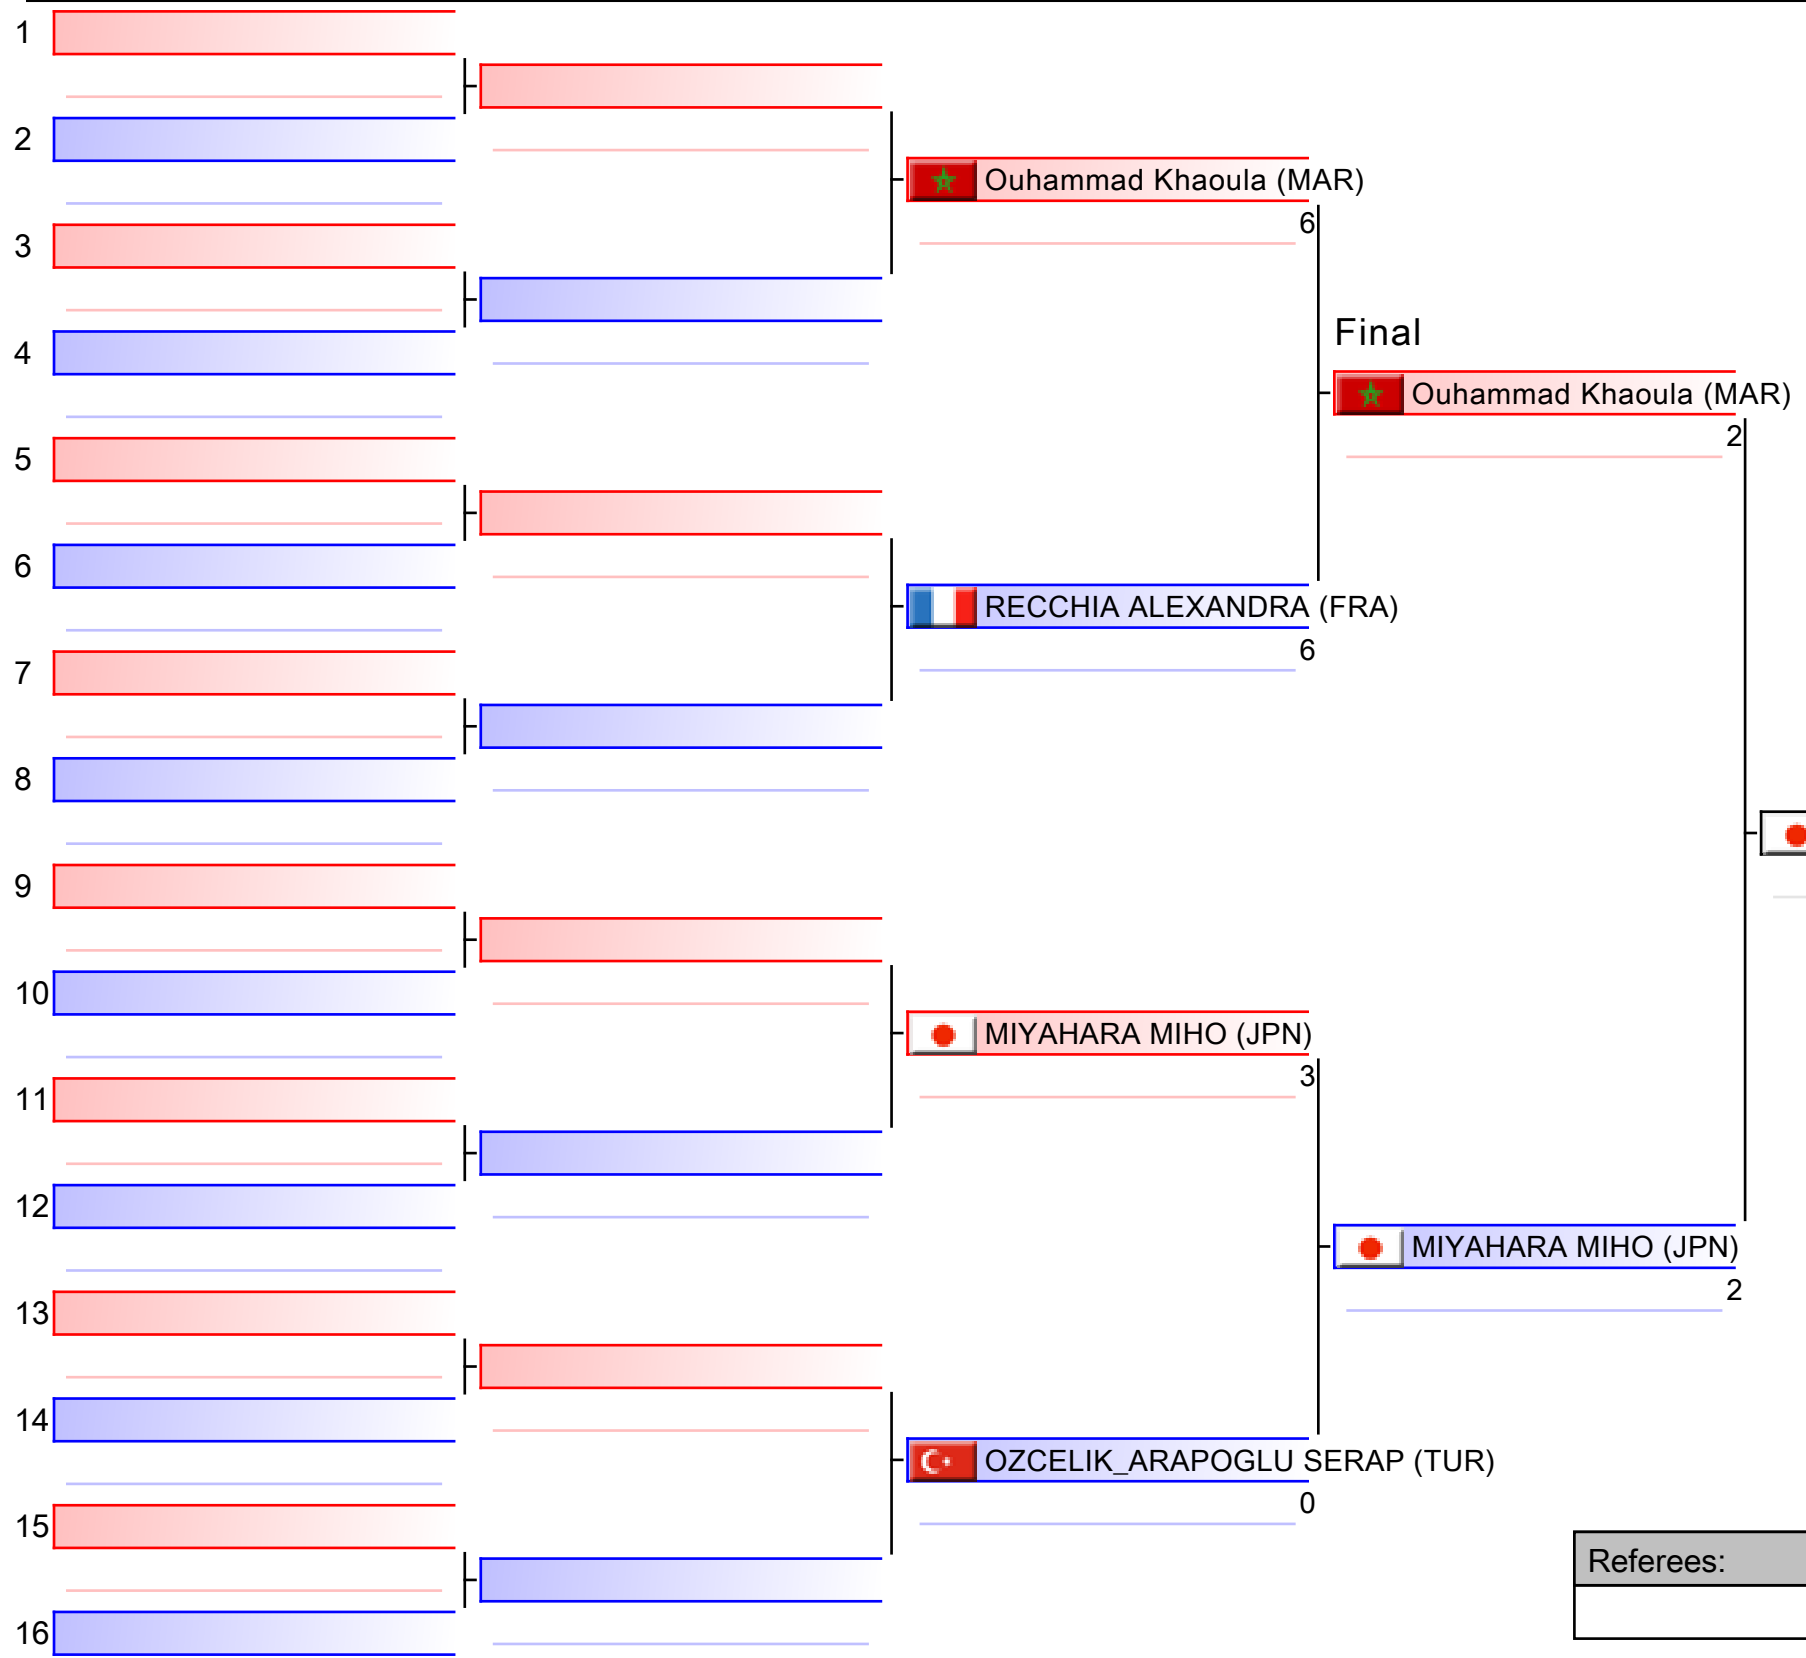 1
2
Ouhammad Khaoula (MAR)
6
3
Final
4
Ouhammad Khaoula (MAR)
2
5
6
RECCHIA ALEXANDRA (FRA)
6
7
8
9
10
MIYAHARA MIHO (JPN)
3
11
12
MIYAHARA MIHO (JPN)
2
13
14
OZCELIK_ARAPOGLU SERAP (TUR)
0
15
Referees:
16